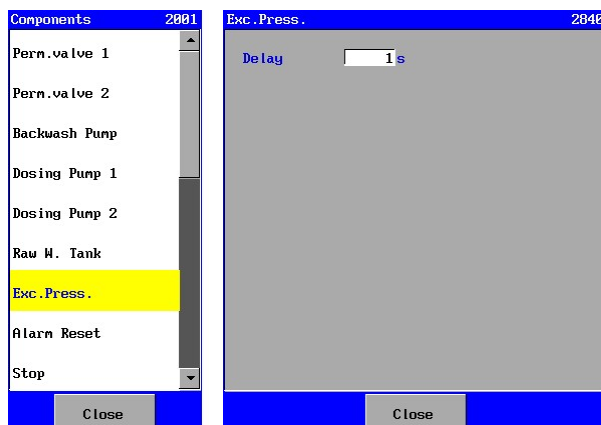 Components 2001
Perm.valve 1
Perm.valve 2
Backwash Pump
Dosing Pump 1
Dosing Pump 2
Raw W. Tank
Exc.Press.
Alarm Reset
Stop
Close
Exc.Press. 2840
Delay 1 s
Close